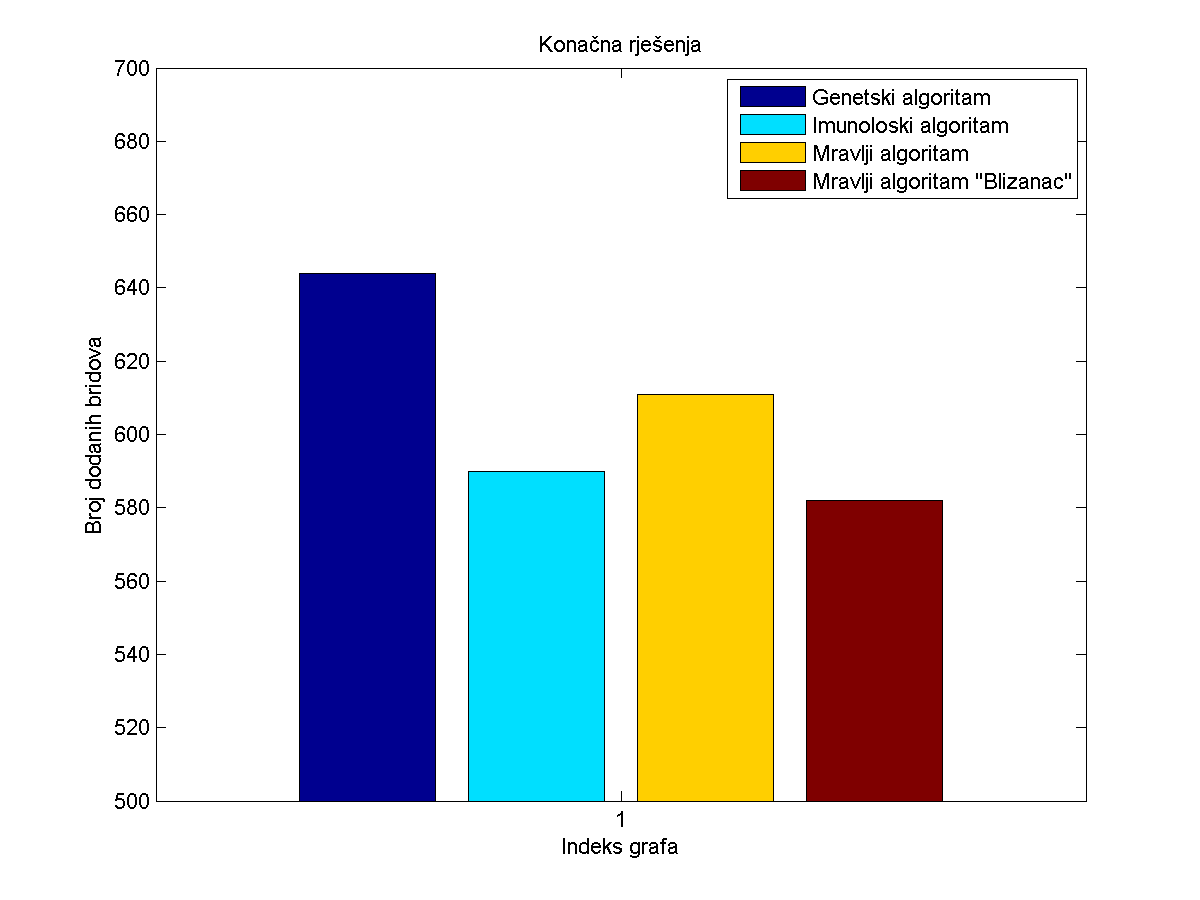 Konačna rješenja
700
680
660
640
620
600
580
560
540
520
500
Broj dodanih bridova
Genetski algoritam
Imunoloski algoritam
Mravlji algoritam
Mravlji algoritam "Blizanac"
1
Indeks grafa